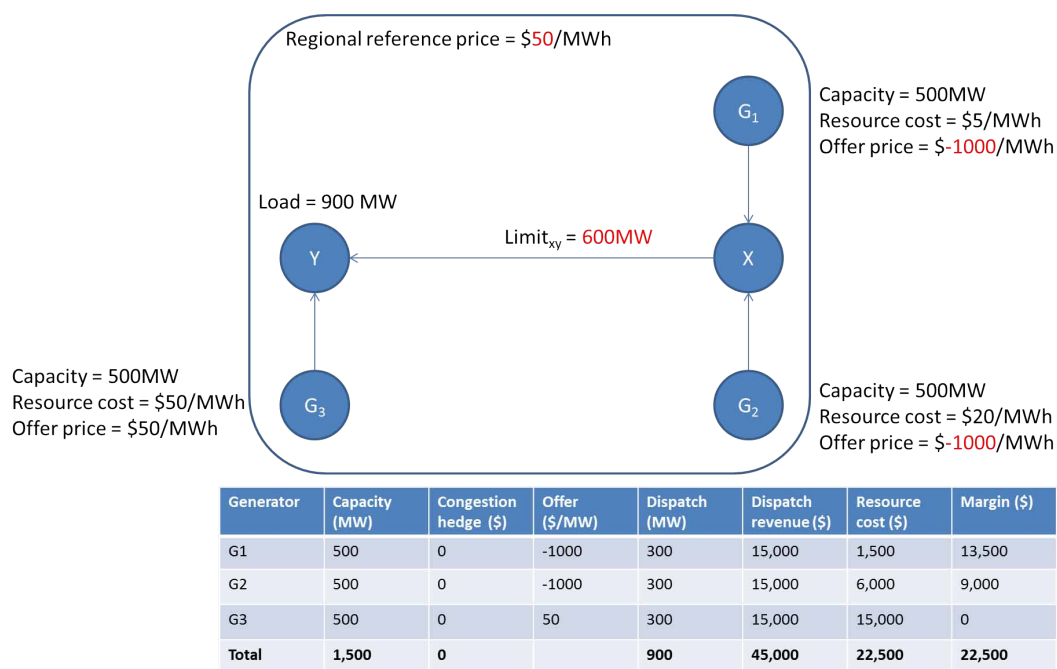 Regional reference price = $50/MWh
G1
Capacity = 500MW
Resource cost = $5/MWh
Offer price = $-1000/MWh
Load = 900 MW
Limitxy = 600MW
Y
X
Capacity = 500MW
Resource cost = $50/MWh
Offer price = $50/MWh
G3
G2
Capacity = 500MW
Resource cost = $20/MWh
Offer price = $-1000/MWh
Generator Capacity (MW) Congestion hedge ($) Offer ($/MW) Dispatch (MW) Dispatch revenue ($) Resource cost ($) Margin ($)
G1 500 0 -1000 300 15,000 1,500 13,500
G2 500 0 -1000 300 15,000 6,000 9,000
G3 500 0 50 300 15,000 15,000 0
Total 1,500 0 900 45,000 22,500 22,500